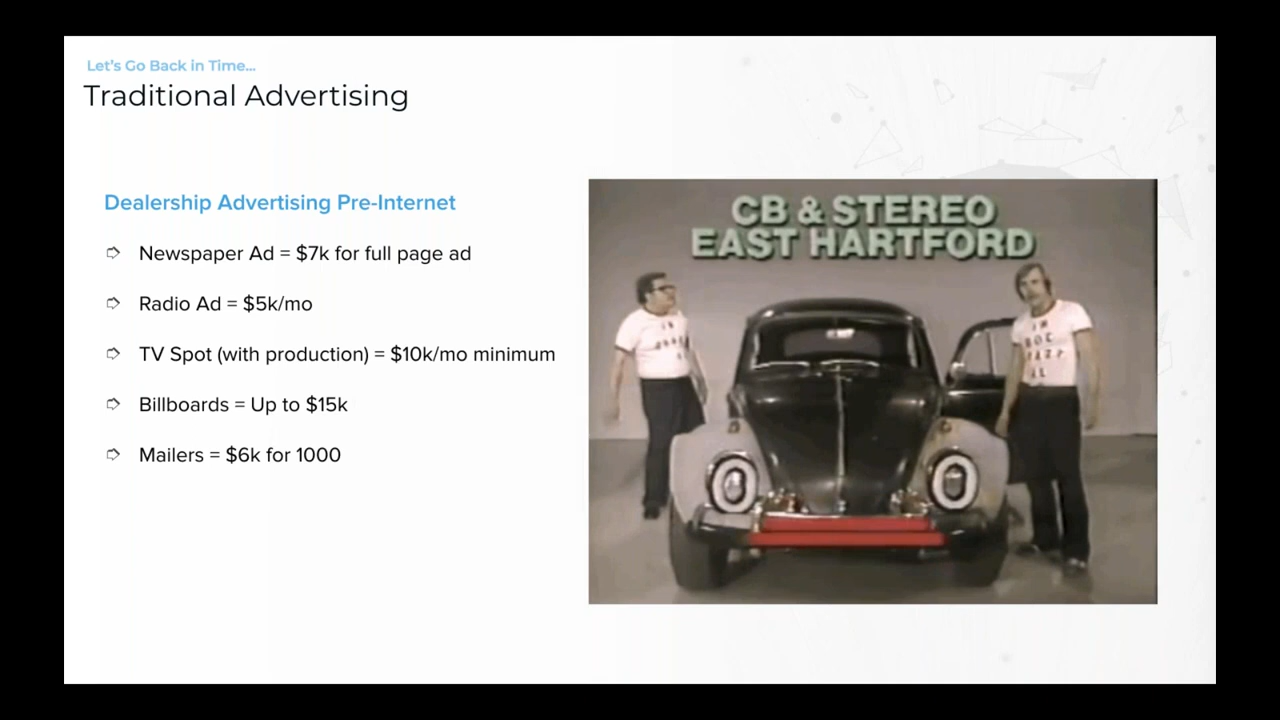 Let's Go Back in Time...
Traditional Advertising
Dealership Advertising Pre-Internet
Newspaper Ad = $7k for full page ad
Radio Ad = $5k/mo
TV Spot (with production) = $10k/mo minimum
Billboards = Up to $15k
Mailers = $6k for 1000
CB & STEREO
EAST HARTFORD